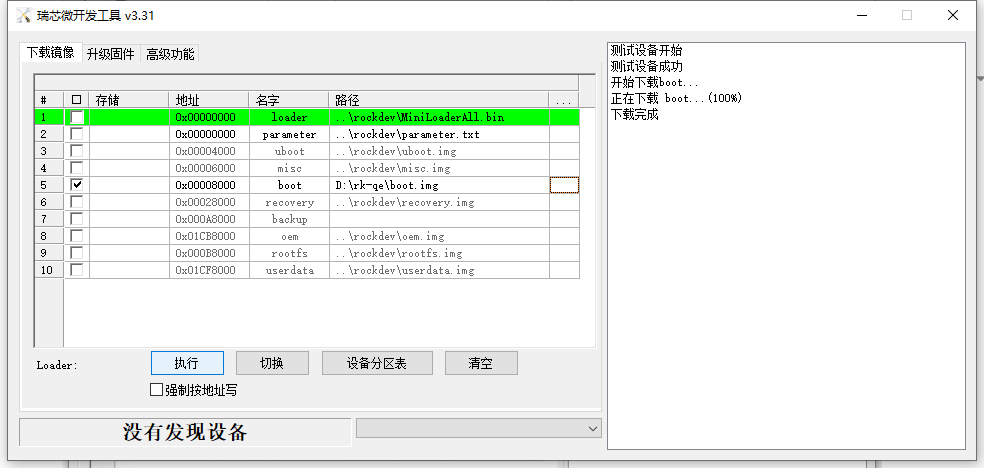 瑞芯微开发工具 v3.31
下载镜像 升级固件 高级功能
# 存储 地址 名字 路径 ...
1 0x00000000 loader ..\rockdev\MiniLoaderAll.bin
2 0x00000000 parameter ..\rockdev\parameter.txt
3 0x00004000 uboot ..\rockdev\uboot.img
4 0x00006000 misc ..\rockdev\misc.img
5 0x00008000 boot D:\rk-qe\boot.img
6 0x00028000 recovery ..\rockdev\recovery.img
7 0x000A8000 backup
8 0x01CB8000 oem ..\rockdev\oem.img
9 0x000B8000 rootfs ..\rockdev\rootfs.img
10 0x01CF8000 userdata ..\rockdev\userdata.img
Loader: 执行 切换 设备分区表 清空
强制按地址写
没有发现设备
测试设备开始
测试设备成功
开始下载boot...
正在下载 boot...(100%)
下载完成